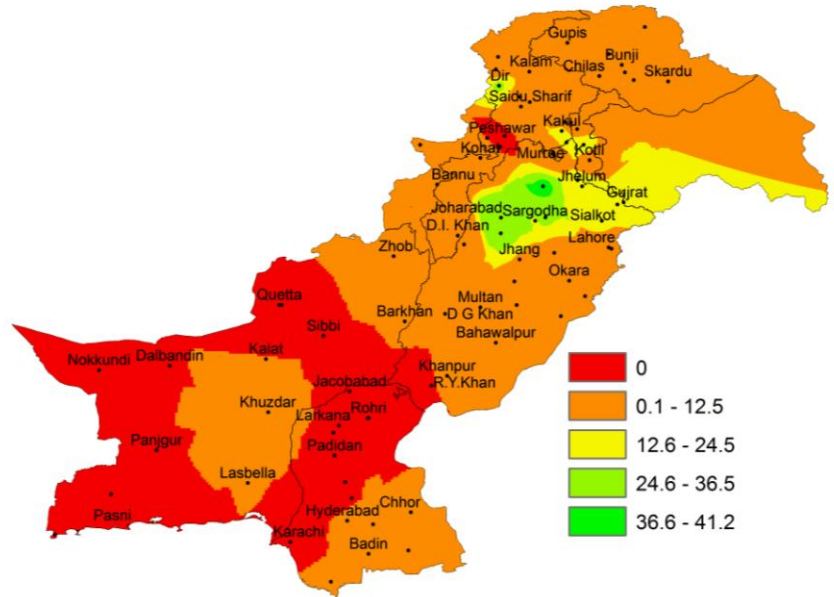 Gupis
Bunji
Kalam
Chilas
Skardu
Dir
Saidu Sharif
Kakul
Peshawar
Kohat
Murree
Kotli
Bannu
Jhelum
Gujrat
Joharabad
Sargodha
Sialkot
D.I. Khan
Lahore
Zhob
Jhang
Okara
Quetta
Multan
Barkhan
D G Khan
Sibbi
Bahawalpur
Nokkundi
Dalbandin
Kalat
Khanpur
R.Y.Khan
Jacobabad
Khuzdar
Larkana
Rohri
Panjgur
Padidan
Lasbella
Pasni
Hyderabad
Chhor
Karachi
Badin
0
0.1 - 12.5
12.6 - 24.5
24.6 - 36.5
36.6 - 41.2